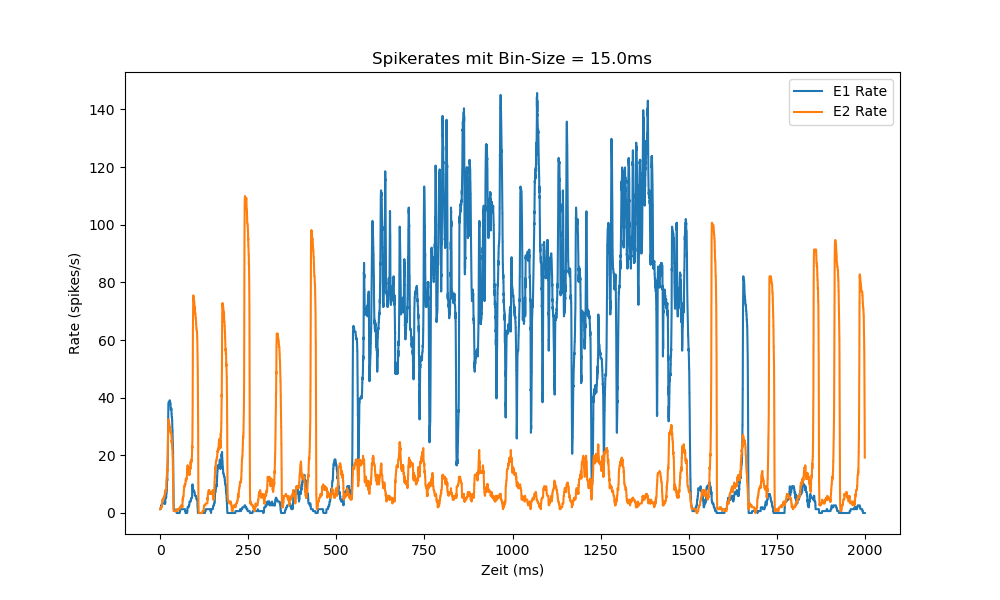 Spikerates mit Bin-Size = 15.0ms
E1 Rate
E2 Rate
Rate (spikes/s)
140
120
100
80
60
40
20
0
0 250 500 750 1000 1250 1500 1750 2000
Zeit (ms)